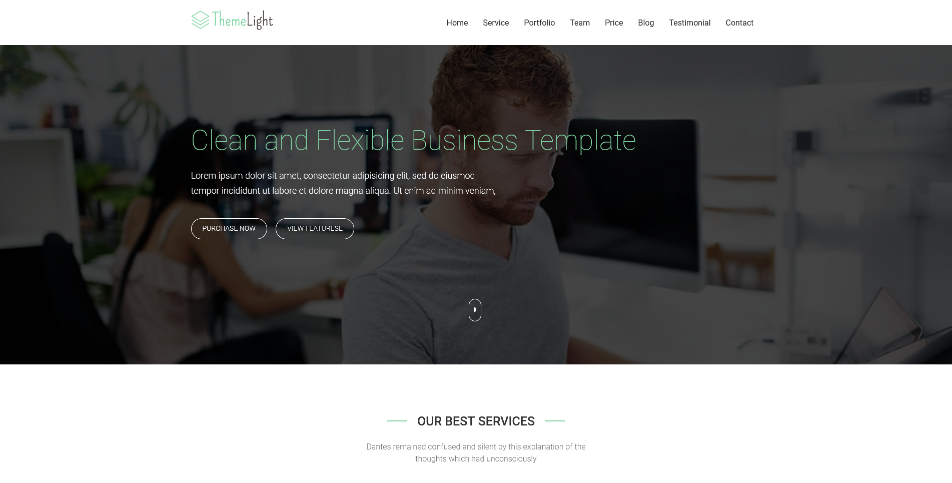 ThemeLight
Home Service Portfolio Team Price Blog Testimonial Contact
Clean and Flexible Business Template
Lorem ipsum dolor sit amet, consectetur adipisicing elit, sed do eiusmod
tempor incididunt ut labore et dolore magna aliqua. Ut enim ad minim veniam,
PURCHASE NOW VIEW FEATURESE
OUR BEST SERVICES
Dantes remained confused and silent by this explanation of the
thoughts which had unconsciously